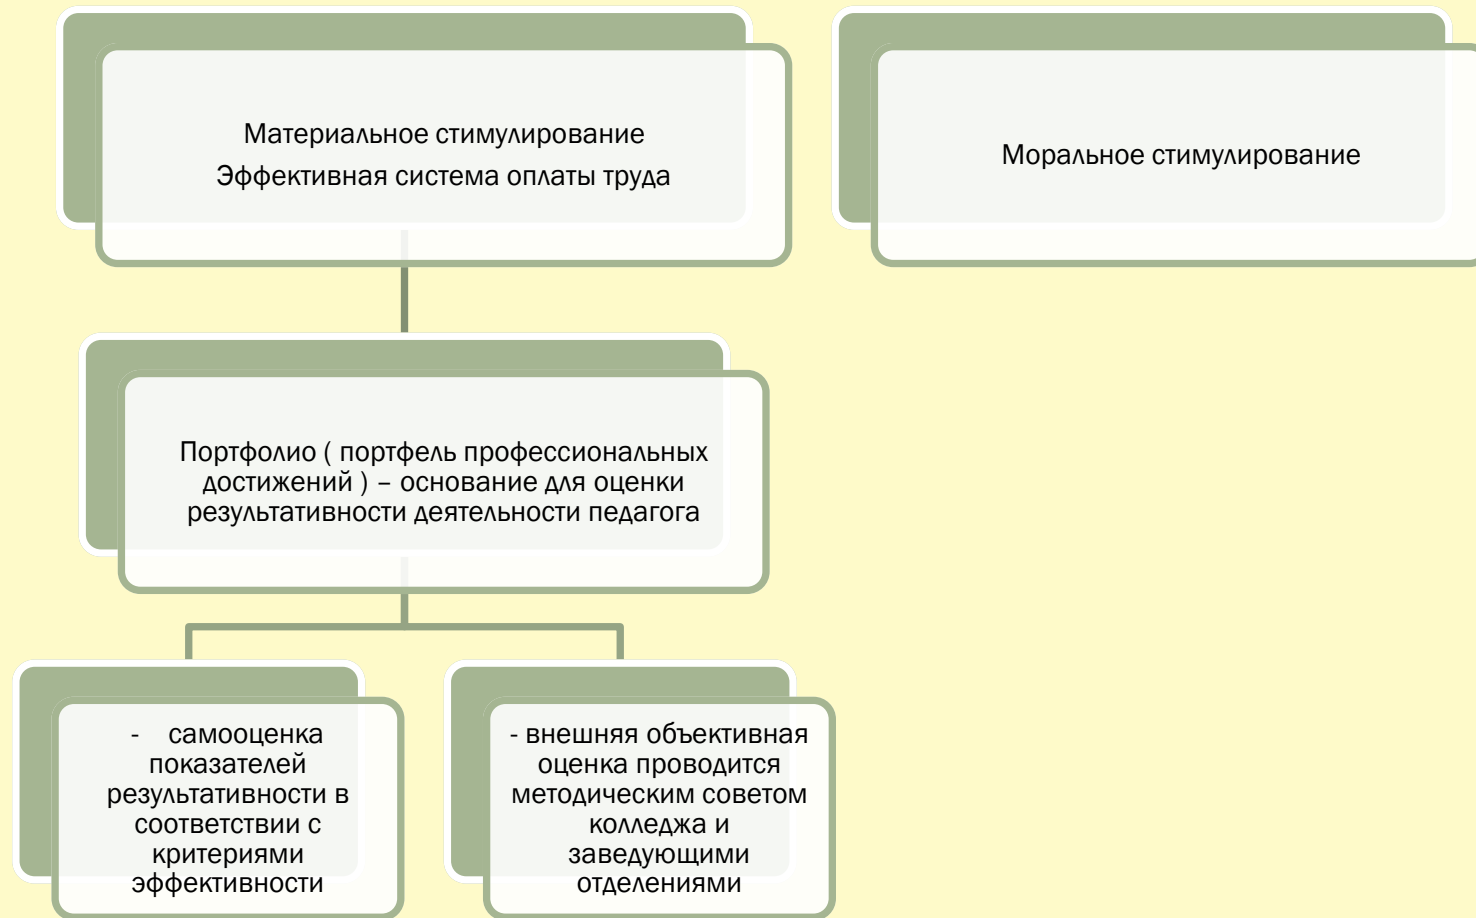 Материальное стимулирование
Эффективная система оплаты труда
Моральное стимулирование
Портфолио ( портфель профессиональных
достижений ) – основание для оценки
результативности деятельности педагога
- самооценка
показателей
результативности в
соответствии с
критериями
эффективности
- внешняя объективная
оценка проводится
методическим советом
колледжа и
заведующими
отделениями